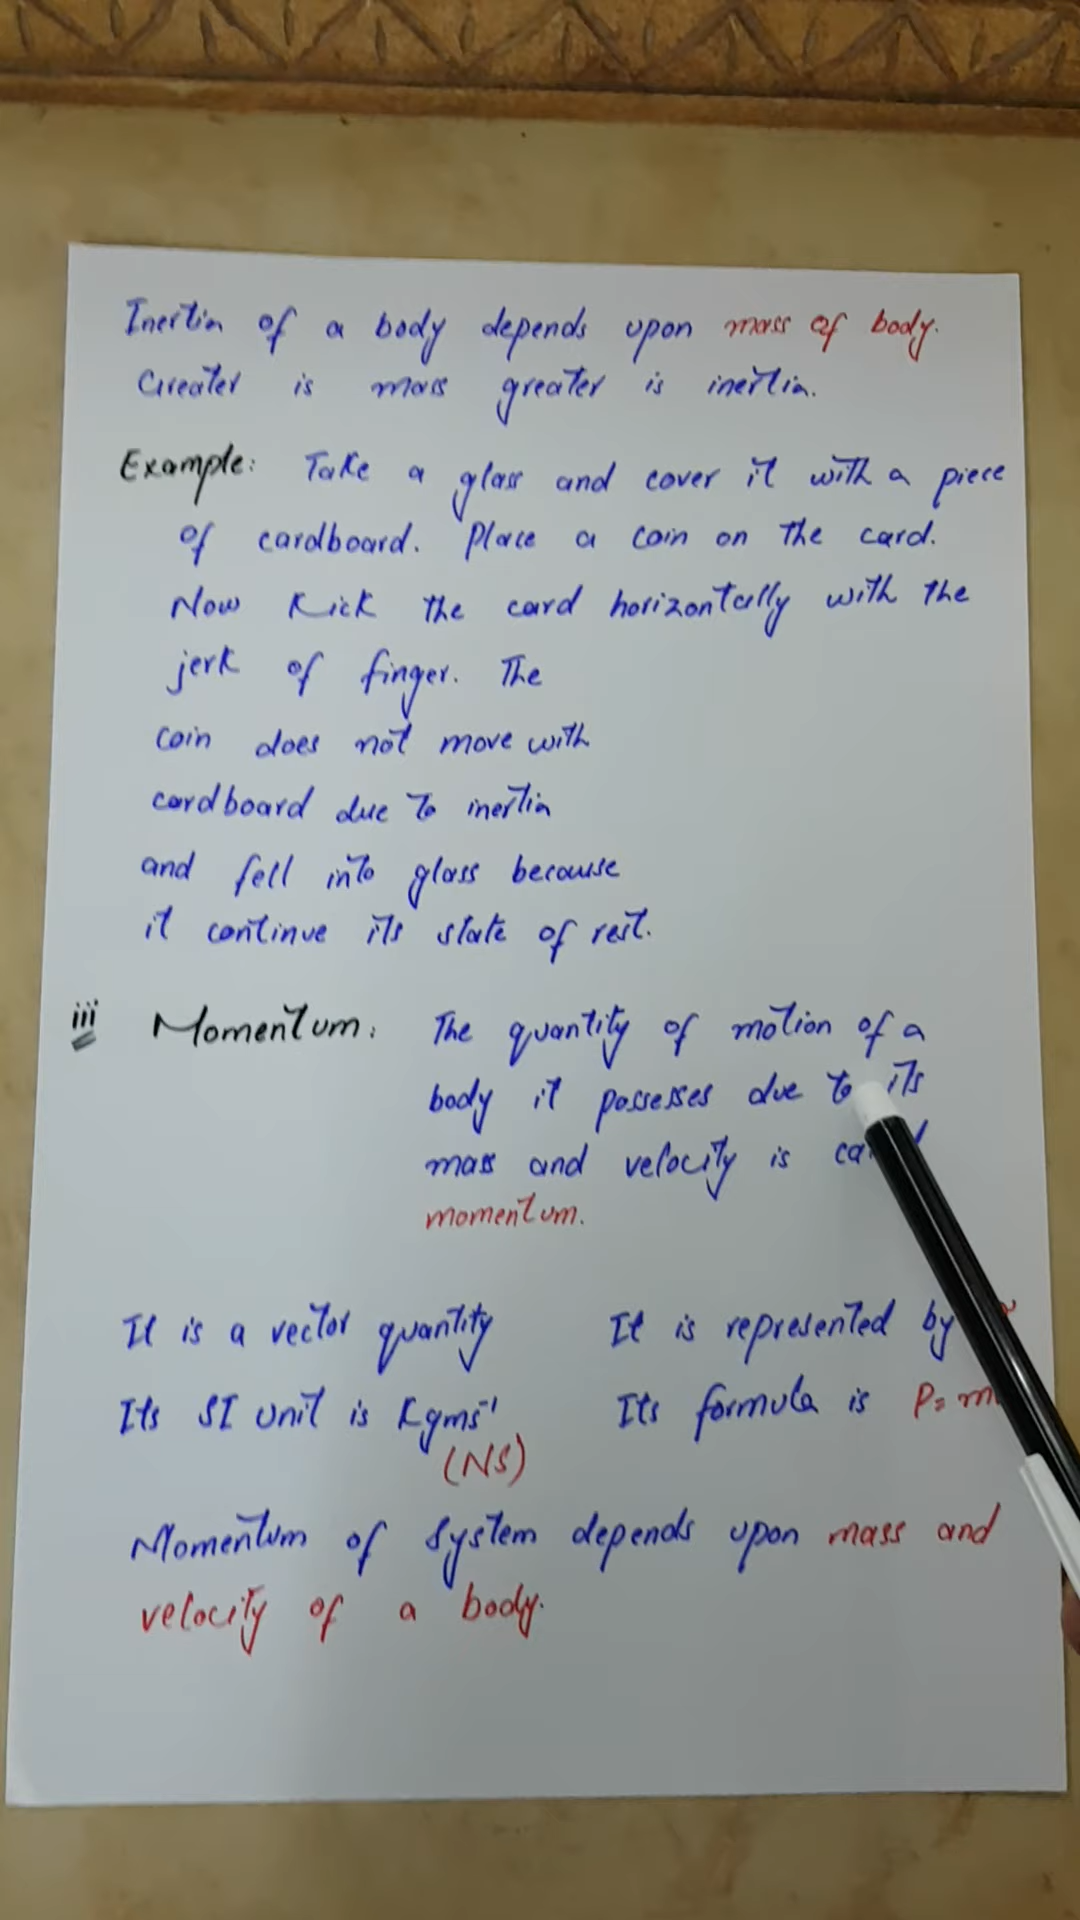 Inertia of a body depends upon mass of body.
Greater is mass greater is inertia.
Example: Take a glass and cover it with a piece
of cardboard. Place a coin on the card.
Now Kick the card horizontally with the
jerk of finger. The
coin does not move with
cardboard due to inertia
and fell into glass because
it continue its state of rest.
iii Momentum: The quantity of motion of a
body it possesses due to its
mass and velocity is
momentum.
It is a vector quantity It is represented by
Its SI unit is Kgms⁻¹ Its formula is P= m
(NS)
Momentum of system depends upon mass and
velocity of a body.